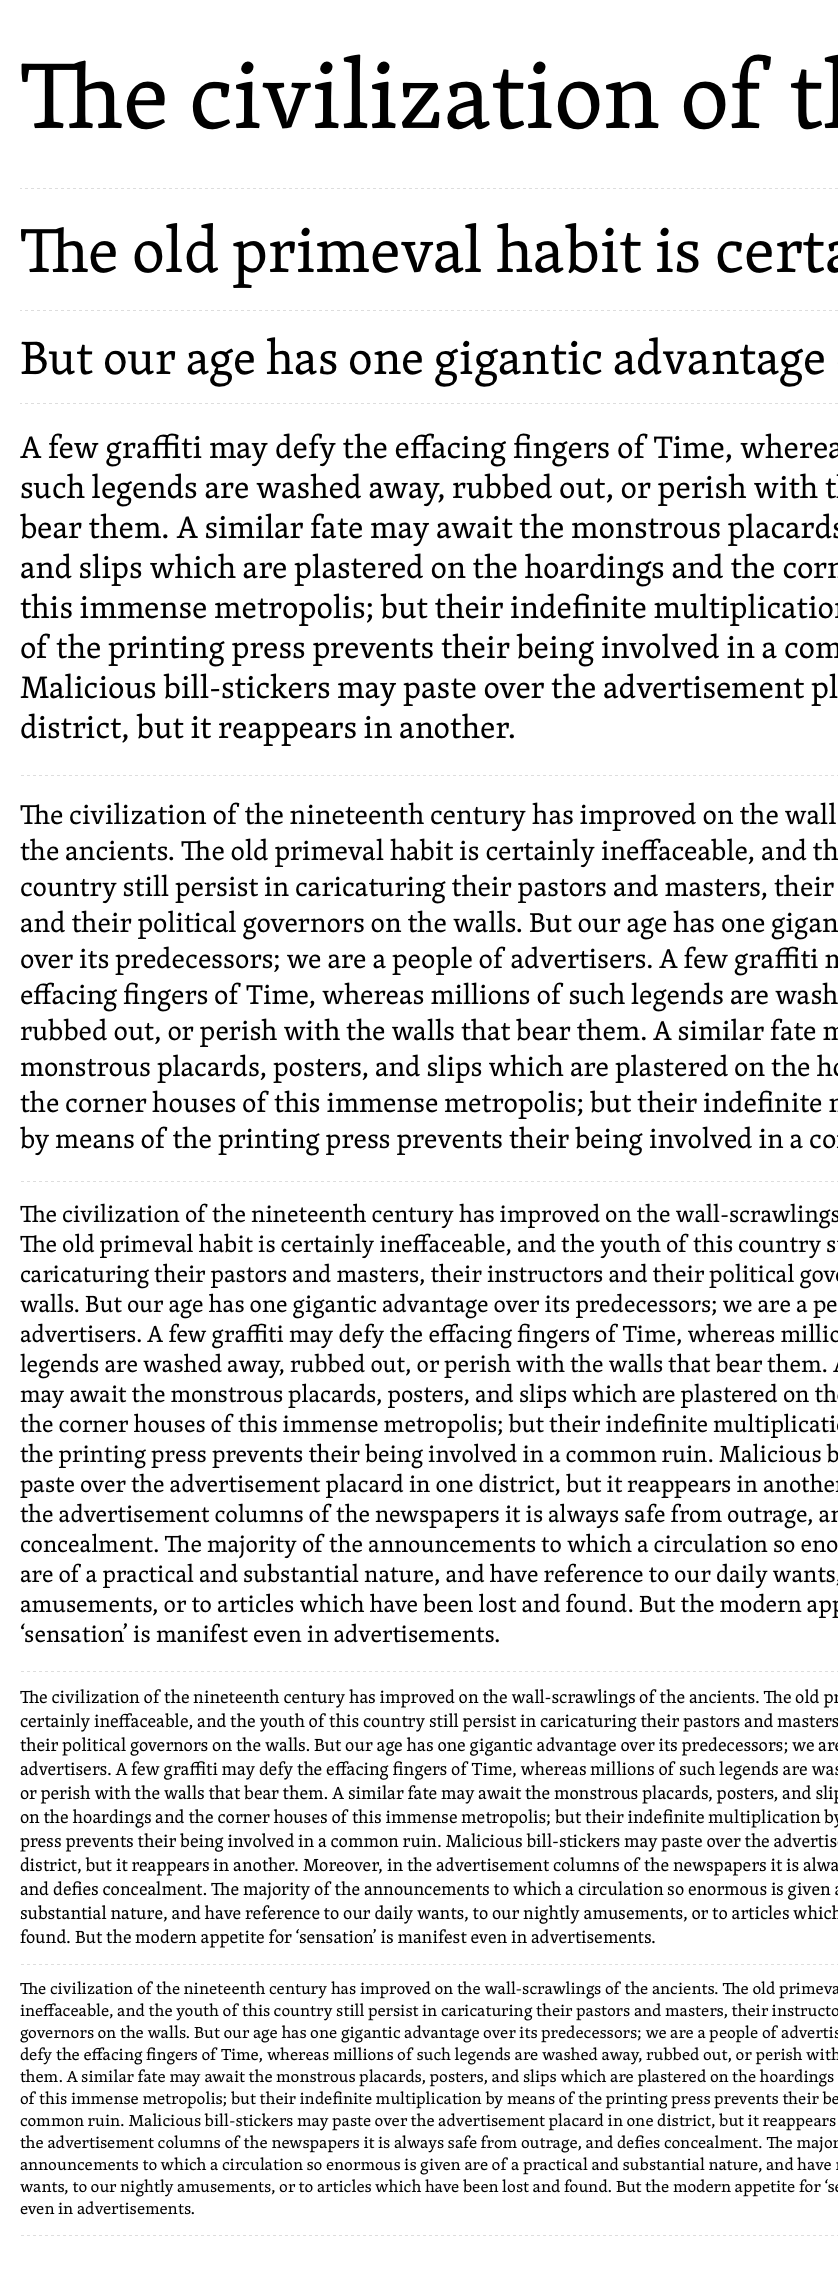 The civilization of
The old primeval habit is
But our age has one gigantic advantage
A few graffiti may defy the effacing fingers of Time,
such legends are washed away, rubbed out, or perish with
bear them. A similar fate may await the monstrous placards
and slips which are plastered on the hoardings and the
this immense metropolis; but their indefinite
of the printing press prevents their being involved in a
Malicious bill-stickers may paste over the advertisement
district, but it reappears in another.
The civilization of the nineteenth century has improved on the wall
the ancients. The old primeval habit is certainly ineffaceable, and
country still persist in caricaturing their pastors and masters, their
and their political governors on the walls. But our age has one
over its predecessors; we are a people of advertisers. A few graffiti
effacing fingers of Time, whereas millions of such legends are
rubbed out, or perish with the walls that bear them. A similar fate
monstrous placards, posters, and slips which are plastered on the
the corner houses of this immense metropolis; but their indefinite
by means of the printing press prevents their being involved in a
The civilization of the nineteenth century has improved on the wall-scrawlings
The old primeval habit is certainly ineffaceable, and the youth of this country
caricaturing their pastors and masters, their instructors and their political
walls. But our age has one gigantic advantage over its predecessors; we are a
advertisers. A few graffiti may defy the effacing fingers of Time, whereas
legends are washed away, rubbed out, or perish with the walls that bear them.
may await the monstrous placards, posters, and slips which are plastered on
the corner houses of this immense metropolis; but their indefinite
the printing press prevents their being involved in a common ruin. Malicious
paste over the advertisement placard in one district, but it reappears in
the advertisement columns of the newspapers it is always safe from outrage,
concealment. The majority of the announcements to which a circulation so
are of a practical and substantial nature, and have reference to our daily wants,
amusements, or to articles which have been lost and found. But the modern
‘sensation’ is manifest even in advertisements.
The civilization of the nineteenth century has improved on the wall-scrawlings of the ancients. The old
certainly ineffaceable, and the youth of this country still persist in caricaturing their pastors and masters
their political governors on the walls. But our age has one gigantic advantage over its predecessors; we are
advertisers. A few graffiti may defy the effacing fingers of Time, whereas millions of such legends are
or perish with the walls that bear them. A similar fate may await the monstrous placards, posters, and
on the hoardings and the corner houses of this immense metropolis; but their indefinite multiplication by
press prevents their being involved in a common ruin. Malicious bill-stickers may paste over the
district, but it reappears in another. Moreover, in the advertisement columns of the newspapers it is
and defies concealment. The majority of the announcements to which a circulation so enormous is given
substantial nature, and have reference to our daily wants, to our nightly amusements, or to articles which
found. But the modern appetite for ‘sensation’ is manifest even in advertisements.
The civilization of the nineteenth century has improved on the wall-scrawlings of the ancients. The old
ineffaceable, and the youth of this country still persist in caricaturing their pastors and masters, their
governors on the walls. But our age has one gigantic advantage over its predecessors; we are a people of
defy the effacing fingers of Time, whereas millions of such legends are washed away, rubbed out, or perish with
them. A similar fate may await the monstrous placards, posters, and slips which are plastered on the hoardings
of this immense metropolis; but their indefinite multiplication by means of the printing press prevents their
common ruin. Malicious bill-stickers may paste over the advertisement placard in one district, but it reappears
the advertisement columns of the newspapers it is always safe from outrage, and defies concealment. The
announcements to which a circulation so enormous is given are of a practical and substantial nature, and have
wants, to our nightly amusements, or to articles which have been lost and found. But the modern appetite for
even in advertisements.